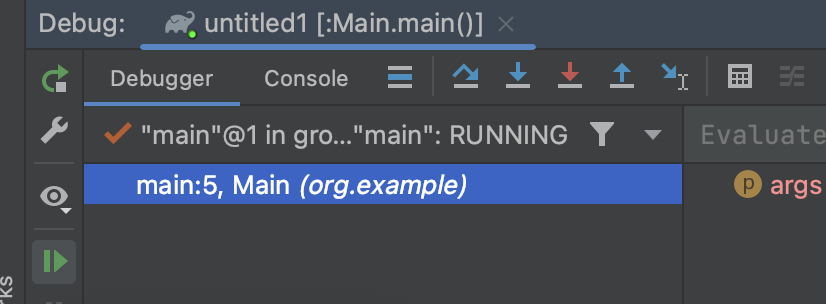 Debug: untitled1 [:Main.main()]
Debugger Console
"main"@1 in gro..."main": RUNNING
Evaluate
main:5, Main (org.example)
p args
rks